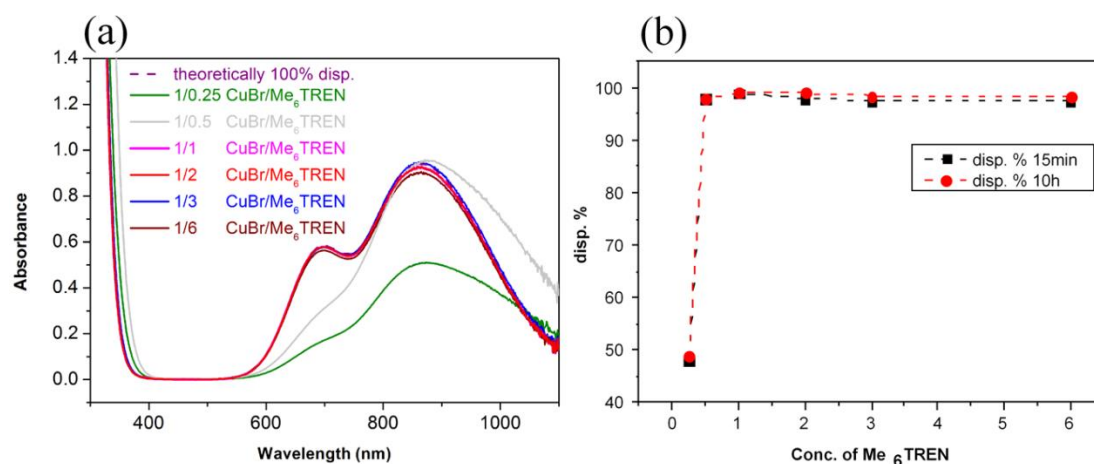 (a)
1.4
1.2
1.0
0.8
0.6
0.4
0.2
0.0
Absorbance
theoretically 100% disp.
1/0.25 CuBr/Me6TREN
1/0.5 CuBr/Me6TREN
1/1 CuBr/Me6TREN
1/2 CuBr/Me6TREN
1/3 CuBr/Me6TREN
1/6 CuBr/Me6TREN
400 600 800 1000
Wavelength (nm)
(b)
100
90
80
70
60
50
40
disp. %
disp. % 15min
disp. % 10h
0 1 2 3 4 5 6
Conc. of Me 6TREN